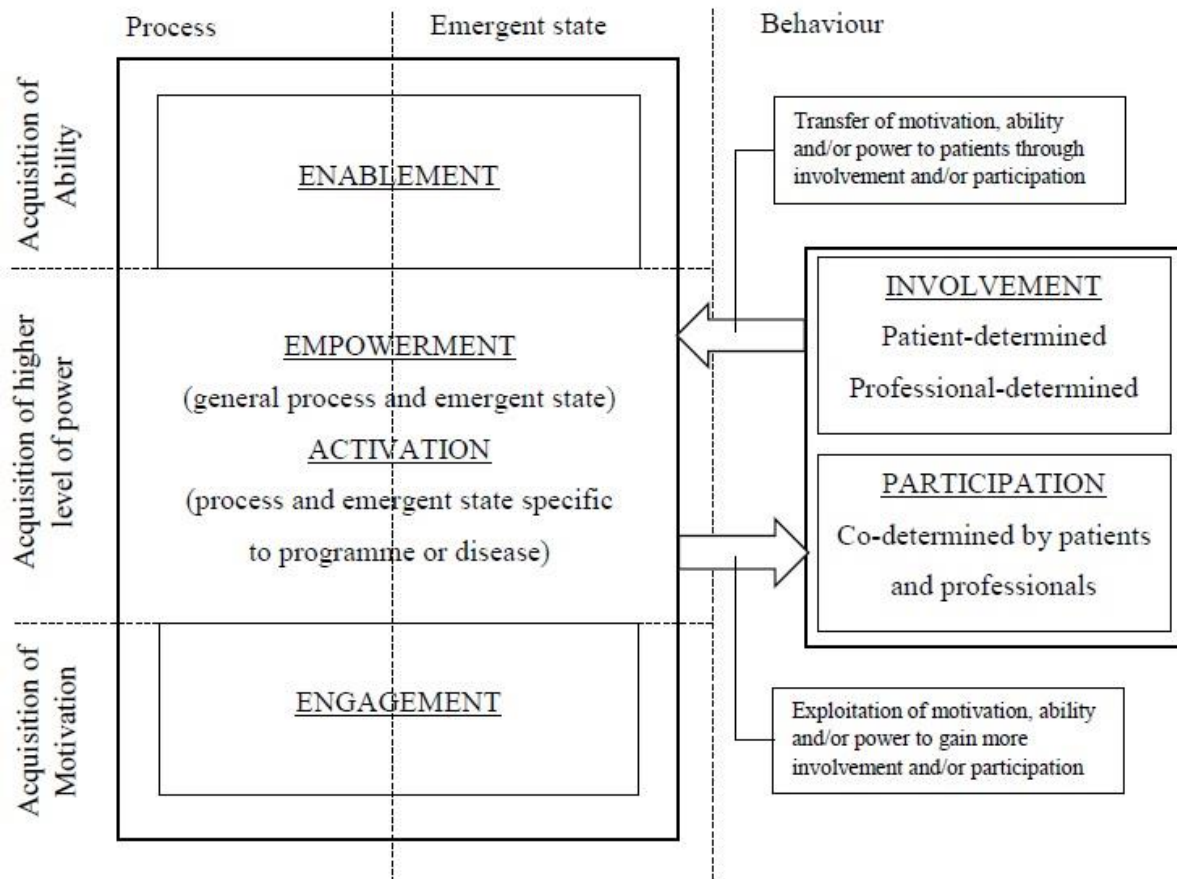 Process
Emergent state
Behaviour
Acquisition of
Ability
ENABLEMENT
Transfer of motivation, ability
and/or power to patients through
involvement and/or participation
Acquisition of higher
level of power
EMPOWERMENT
(general process and emergent state)
ACTIVATION
(process and emergent state specific
to programme or disease)
INVOLVEMENT
Patient-determined
Professional-determined
PARTICIPATION
Co-determined by patients
and professionals
Acquisition of
Motivation
ENGAGEMENT
Exploitation of motivation, ability
and/or power to gain more
involvement and/or participation